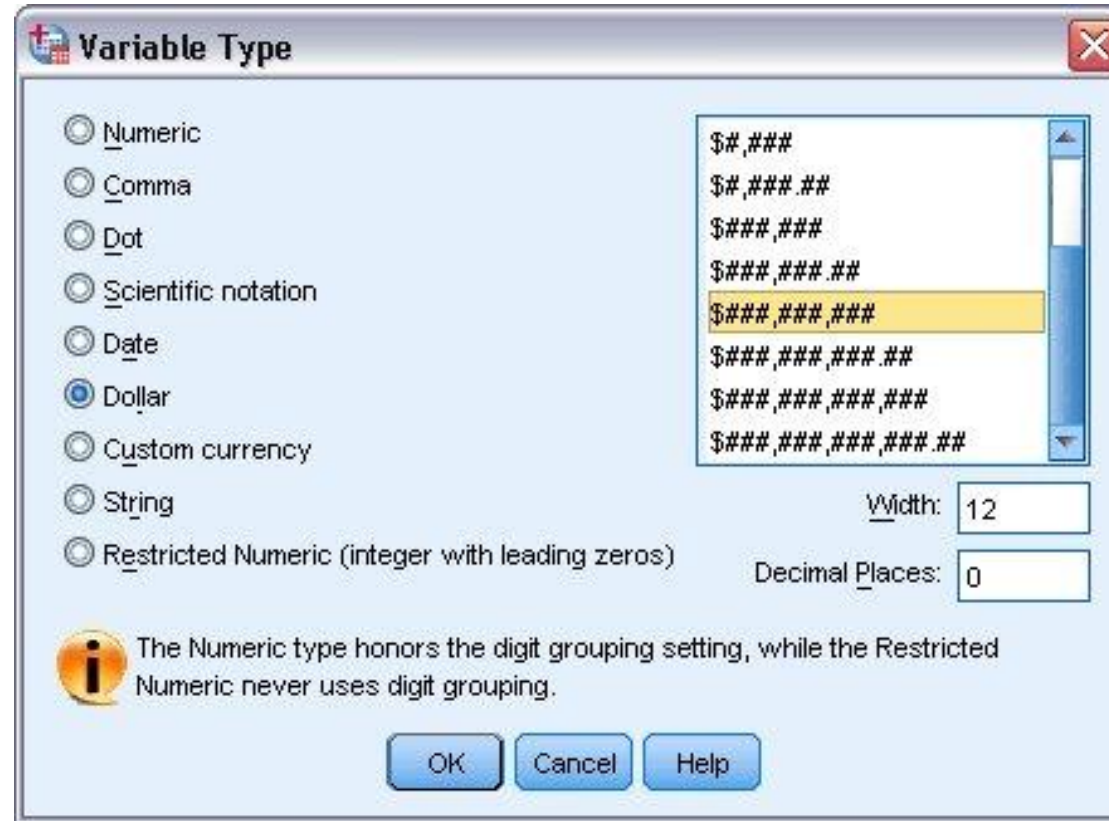 Variable Type
Numeric
Comma
Dot
Scientific notation
Date
Dollar
Custom currency
String
Restricted Numeric (integer with leading zeros)
$#,###
$#,###.##
$###,###
$###,###.##
$###,###,###
$###,###,###.##
$###,###,###,###
$###,###,###,###.##
Width: 12
Decimal Places: 0
The Numeric type honors the digit grouping setting, while the Restricted
Numeric never uses digit grouping.
OK Cancel Help